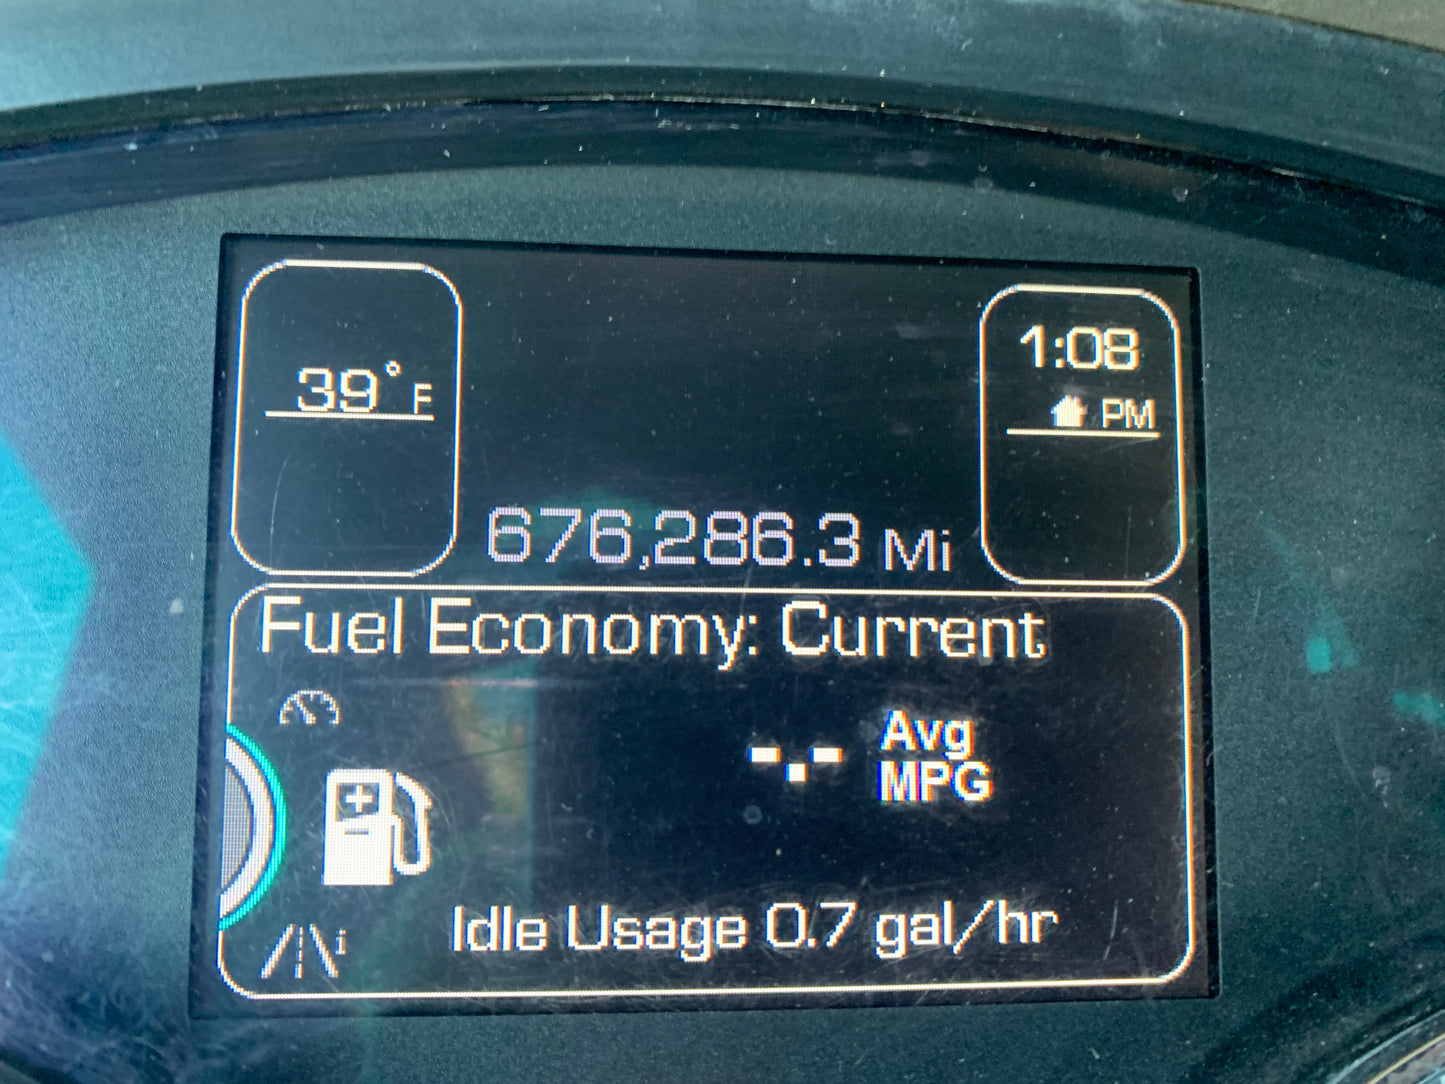 39°F
1:08
PM
676,286.3 Mi
Fuel Economy: Current
-.- Avg
MPG
i
Idle Usage 0.7 gal/hr